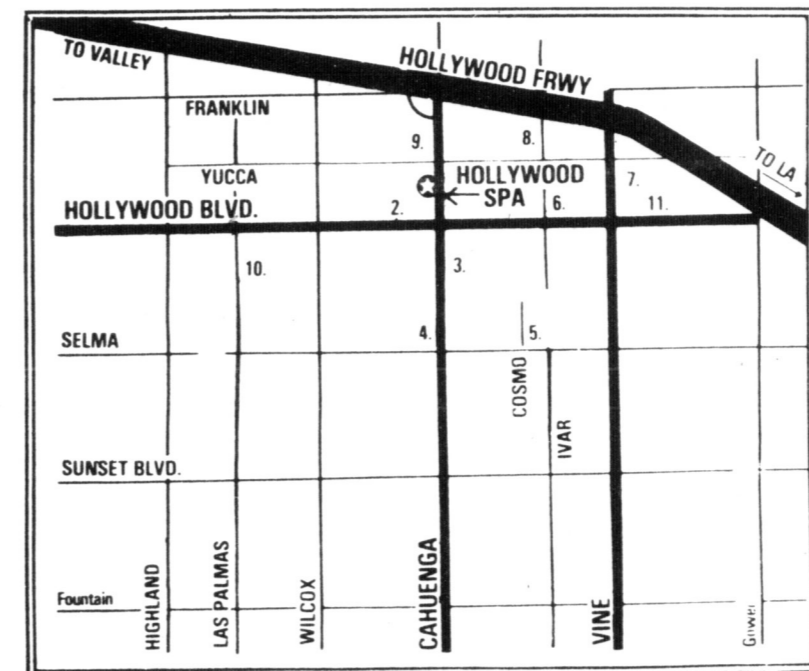 TO VALLEY
HOLLYWOOD FRWY
FRANKLIN
9.
8.
TO LA
YUCCA
HOLLYWOOD
SPA
7.
HOLLYWOOD BLVD.
2.
6.
11.
10.
3.
SELMA
4.
5.
COSMO
IVAR
SUNSET BLVD.
Fountain
HIGHLAND
LAS PALMAS
WILCOX
CAHUENGA
VINE
Gower